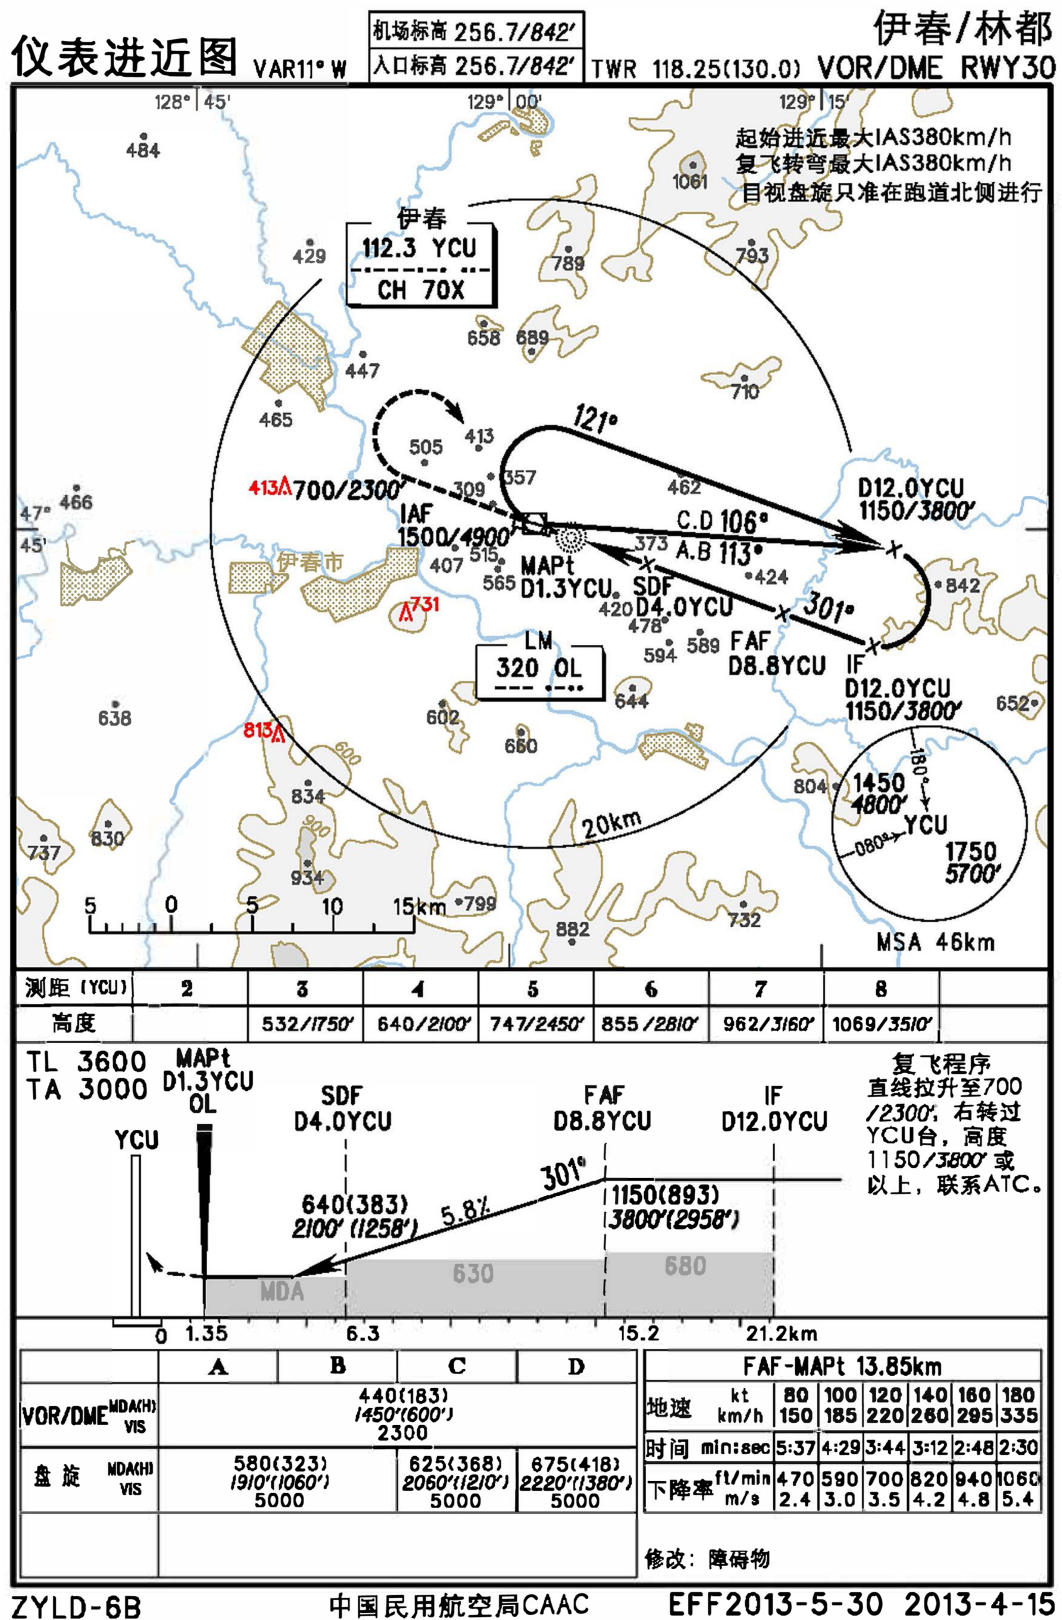 仪表进近图
VAR11°W
机场标高 256.7/842'
入口标高 256.7/842'
TWR 118.25(130.0)
伊春/林都
VOR/DME RWY30
128° 45'
129° 00'
129° 15'
起始进近最大IAS380km/h
复飞转弯最大IAS380km/h
目视盘旋只准在跑道北侧进行
484
1061
伊春
112.3 YCU
CH 70X
429
789
793
658
689
447
710
465
121°
413
505
357
413
700/2300'
309
462
466
D12.0YCU
1150/3800'
47°
45'
IAF
1500/4900'
C.D 106°
373
A.B 113°
伊春市
407
515
565
MAPt
D1.3YCU
SDF
D4.0YCU
424
842
731
420
478
301°
594
589
FAF
D8.8YCU
IF
D12.0YCU
1150/3800'
LM
320 OL
644
652
638
602
660
813
600
834
804
180°
1450
4800'
YCU
080°
1750
5700'
830
737
900
20km
934
799
732
882
5 0 5 10 15km
MSA 46km
测距 (YCU) 2 3 4 5 6 7 8
高度 532/1750' 640/2100' 747/2450' 855/2810' 962/3160' 1069/3510'
TL 3600
TA 3000
MAPt
D1.3YCU
OL
YCU
SDF
D4.0YCU
FAF
D8.8YCU
IF
D12.0YCU
复飞程序
直线拉升至700
/2300', 右转过
YCU台, 高度
1150/3800'或
以上, 联系ATC。
301°
5.8%
640(383)
2100'(1258')
1150(893)
3800'(2958')
MDA
630
680
0 1.35 6.3 15.2 21.2km
A B C D
VOR/DME MDA(H) VIS
440(183)
1450'(600')
2300
盘旋 MDA(H) VIS
580(323)
1910'(1060')
5000
625(368)
2060'(1210')
5000
675(418)
2220'(1380')
5000
FAF-MAPt 13.85km
地速 kt 80 100 120 140 160 180
km/h 150 185 220 260 295 335
时间 min:sec 5:37 4:29 3:44 3:12 2:48 2:30
下降率 ft/min 470 590 700 820 940 1060
m/s 2.4 3.0 3.5 4.2 4.8 5.4
修改: 障碍物
ZYLD-6B
中国民用航空局CAAC
EFF2013-5-30 2013-4-15